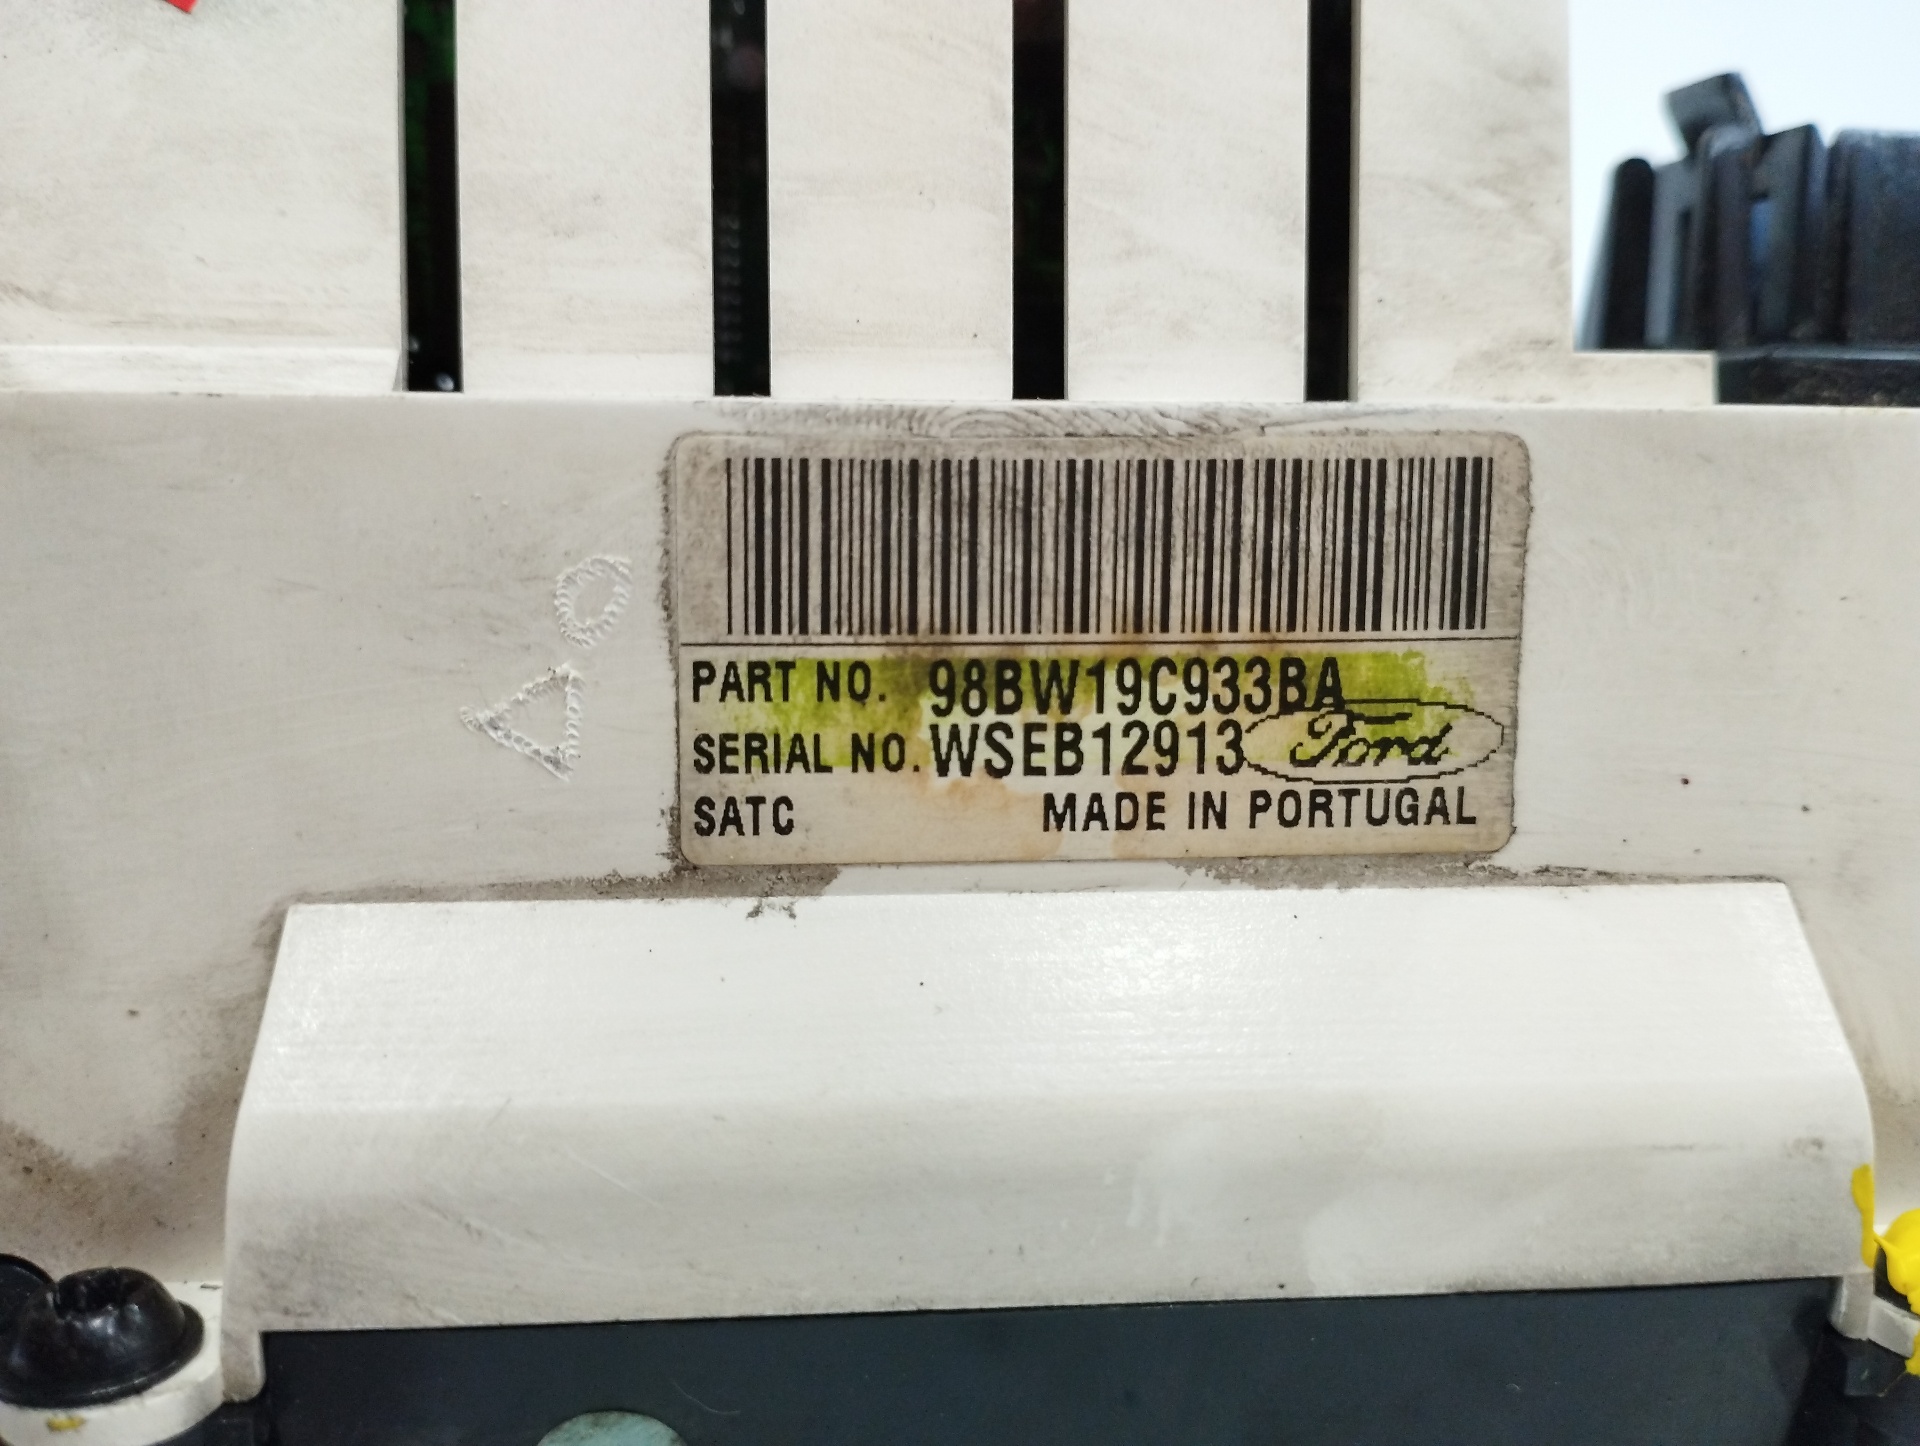 PART NO. 98BW19C933BA
SERIAL NO. WSEB12913 Ford
SATC MADE IN PORTUGAL